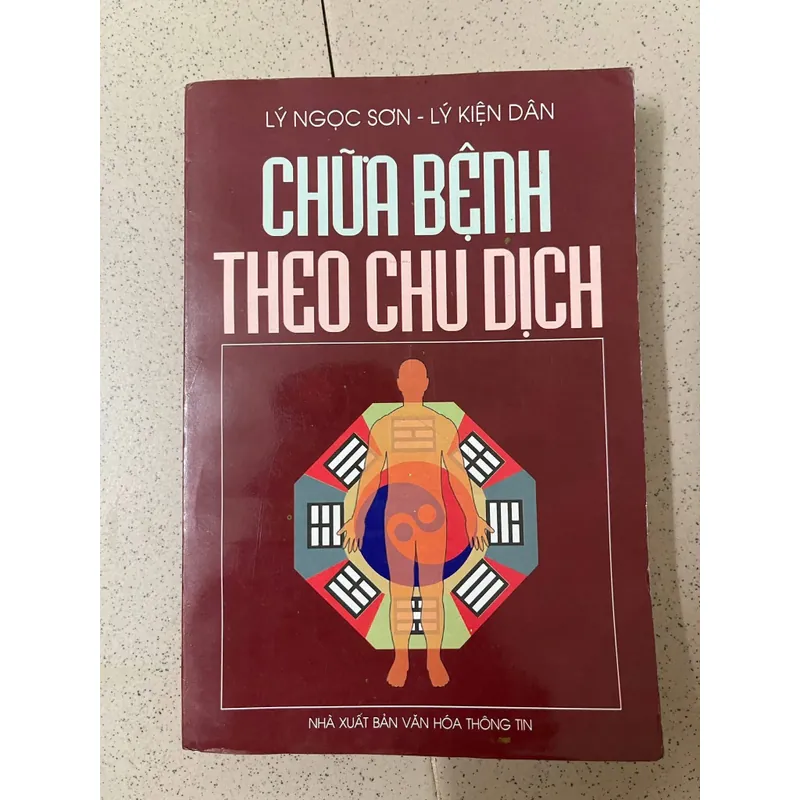 LÝ NGỌC SƠN - LÝ KIỆN DÂN
CHỮA BỆNH
THEO CHU DỊCH
NHÀ XUẤT BẢN VĂN HÓA THÔNG TIN